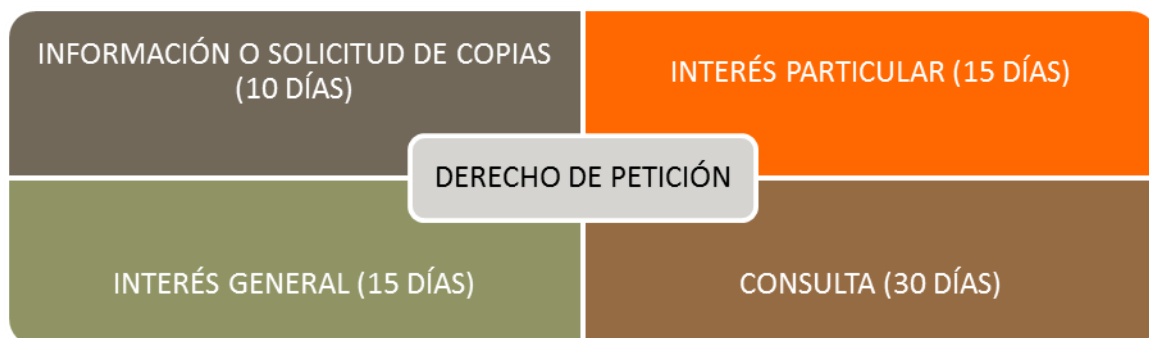 INFORMACIÓN O SOLICITUD DE COPIAS
(10 DÍAS)
INTERÉS PARTICULAR (15 DÍAS)
DERECHO DE PETICIÓN
INTERÉS GENERAL (15 DÍAS)
CONSULTA (30 DÍAS)